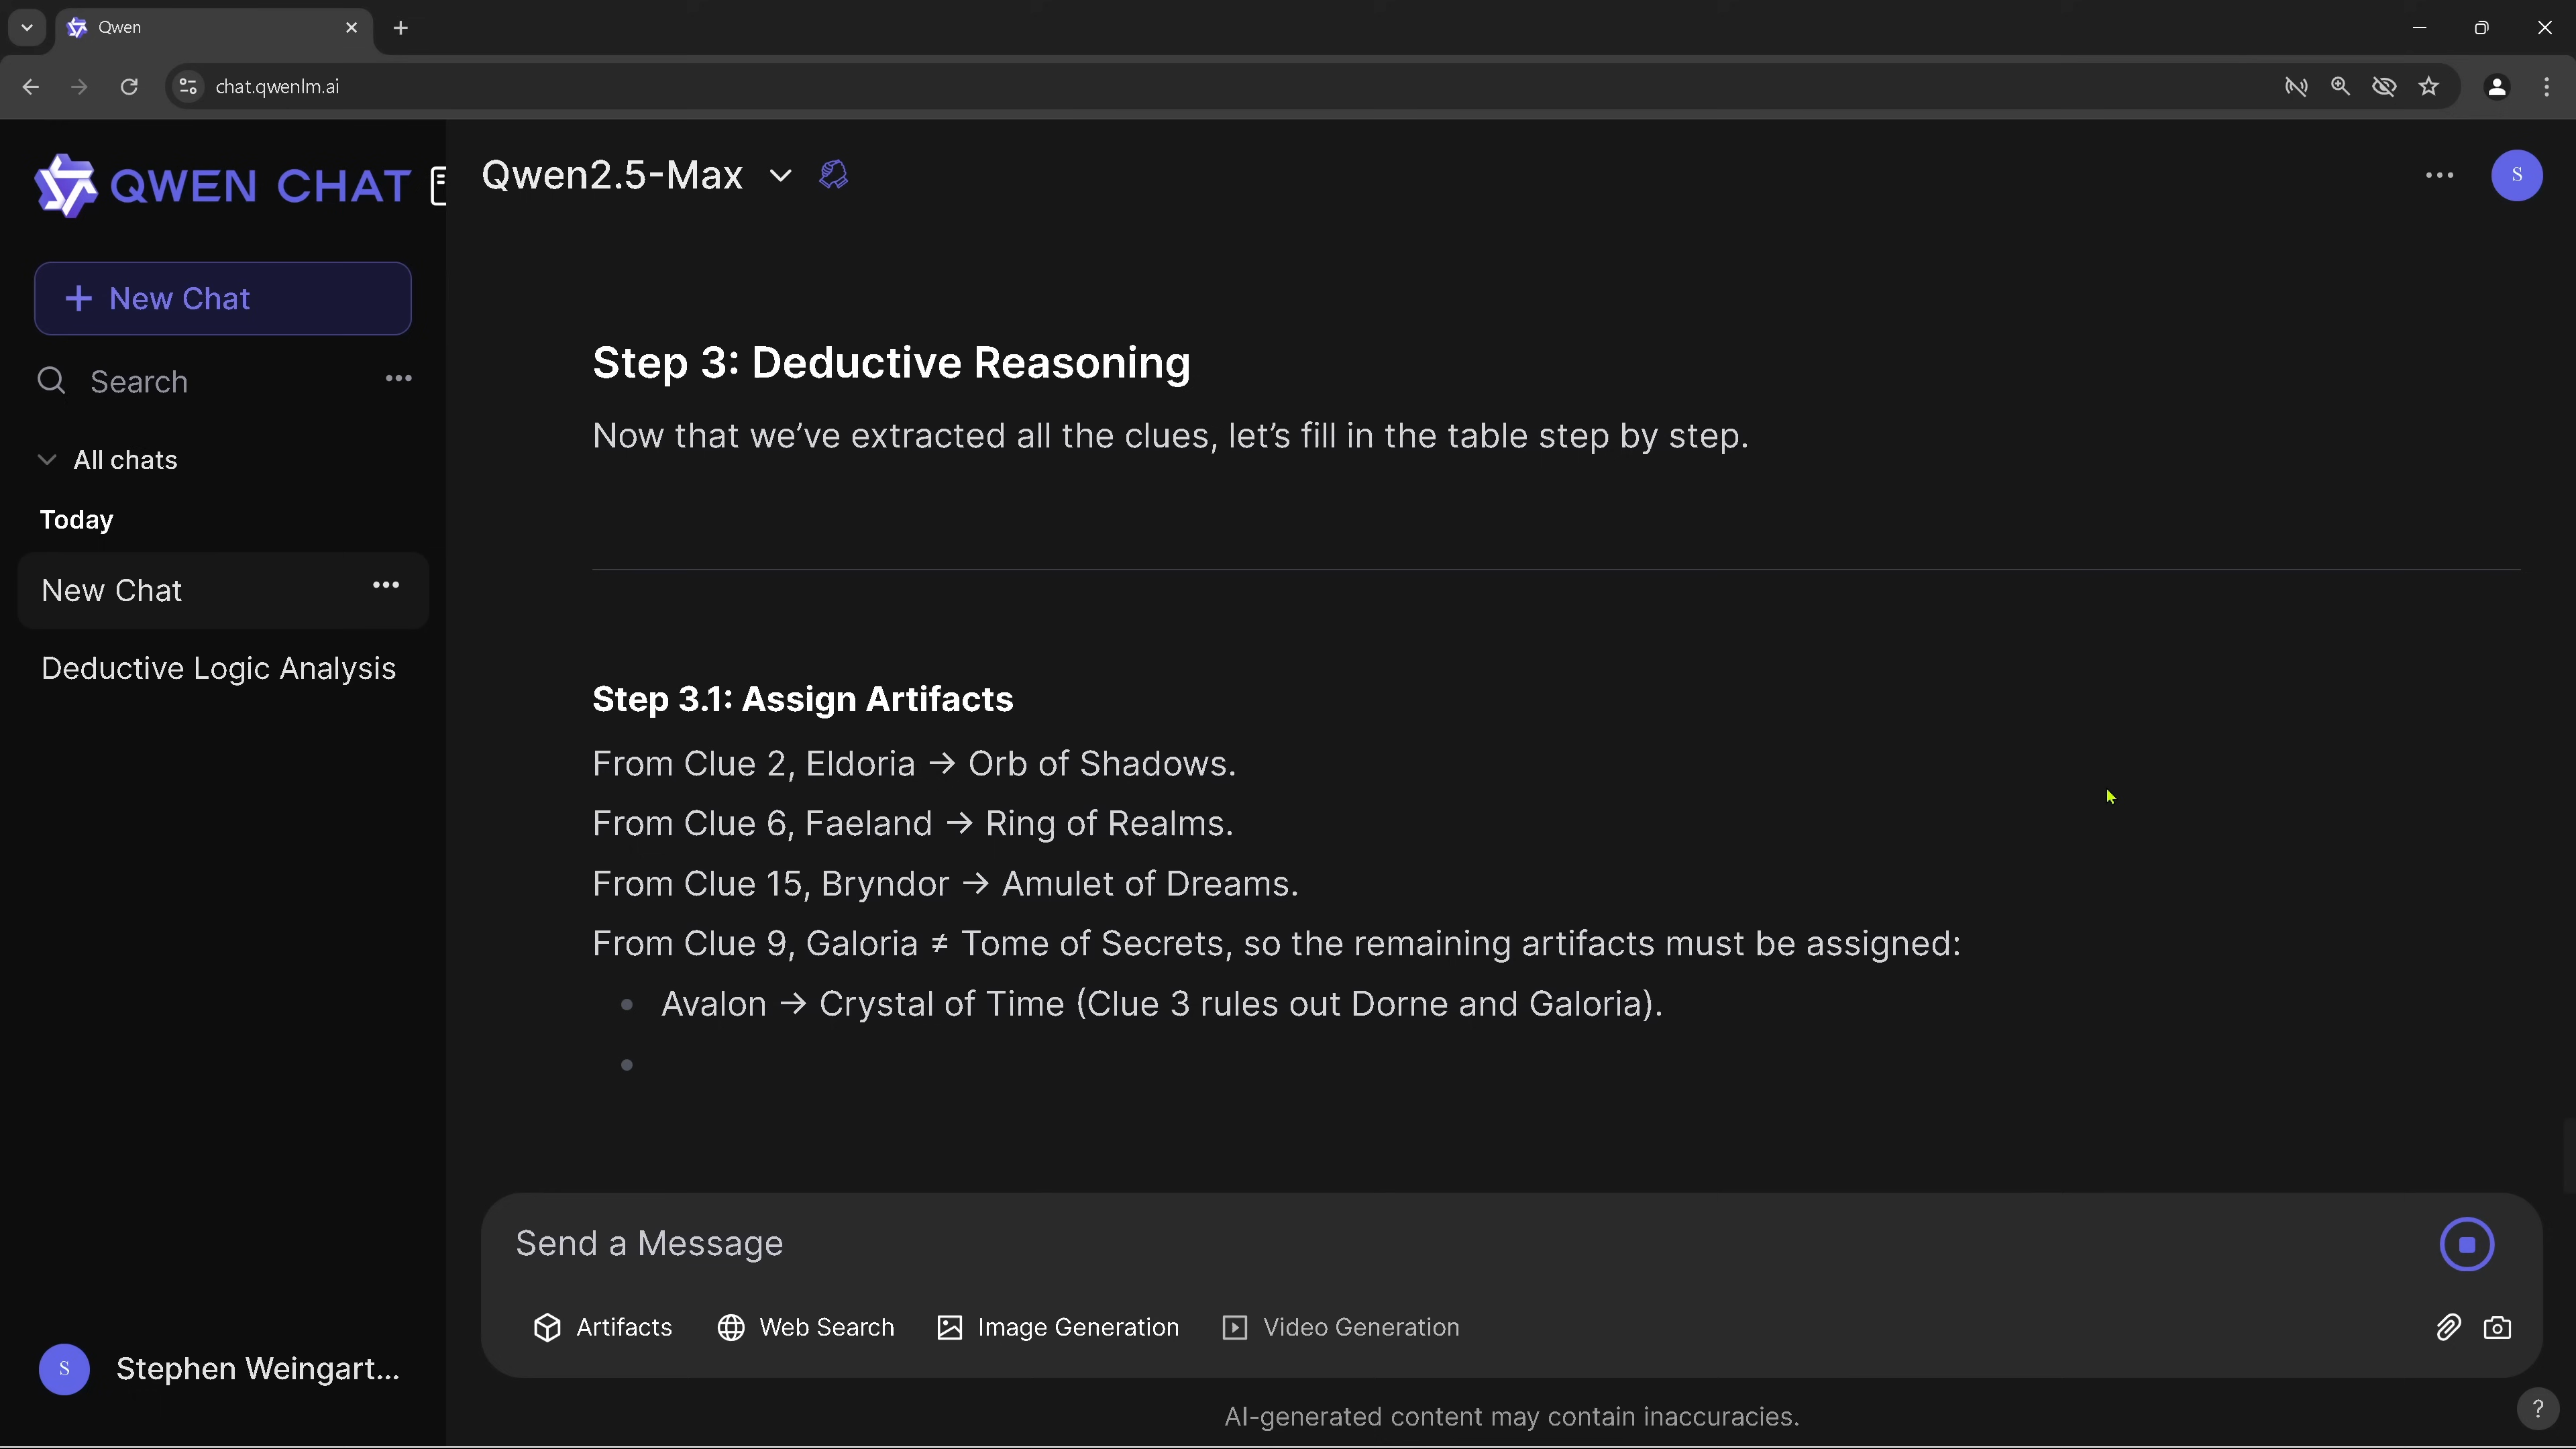 Qwen
chat.qwenlm.ai
QWEN CHAT
Qwen2.5-Max
S
New Chat
Search
All chats
Today
New Chat
Deductive Logic Analysis
Step 3: Deductive Reasoning
Now that we’ve extracted all the clues, let’s fill in the table step by step.
Step 3.1: Assign Artifacts
From Clue 2, Eldoria → Orb of Shadows.
From Clue 6, Faeland → Ring of Realms.
From Clue 15, Bryndor → Amulet of Dreams.
From Clue 9, Galoria ≠ Tome of Secrets, so the remaining artifacts must be assigned:
• Avalon → Crystal of Time (Clue 3 rules out Dorne and Galoria).
•
Send a Message
Artifacts Web Search Image Generation Video Generation
S Stephen Weingart...
AI-generated content may contain inaccuracies.
?